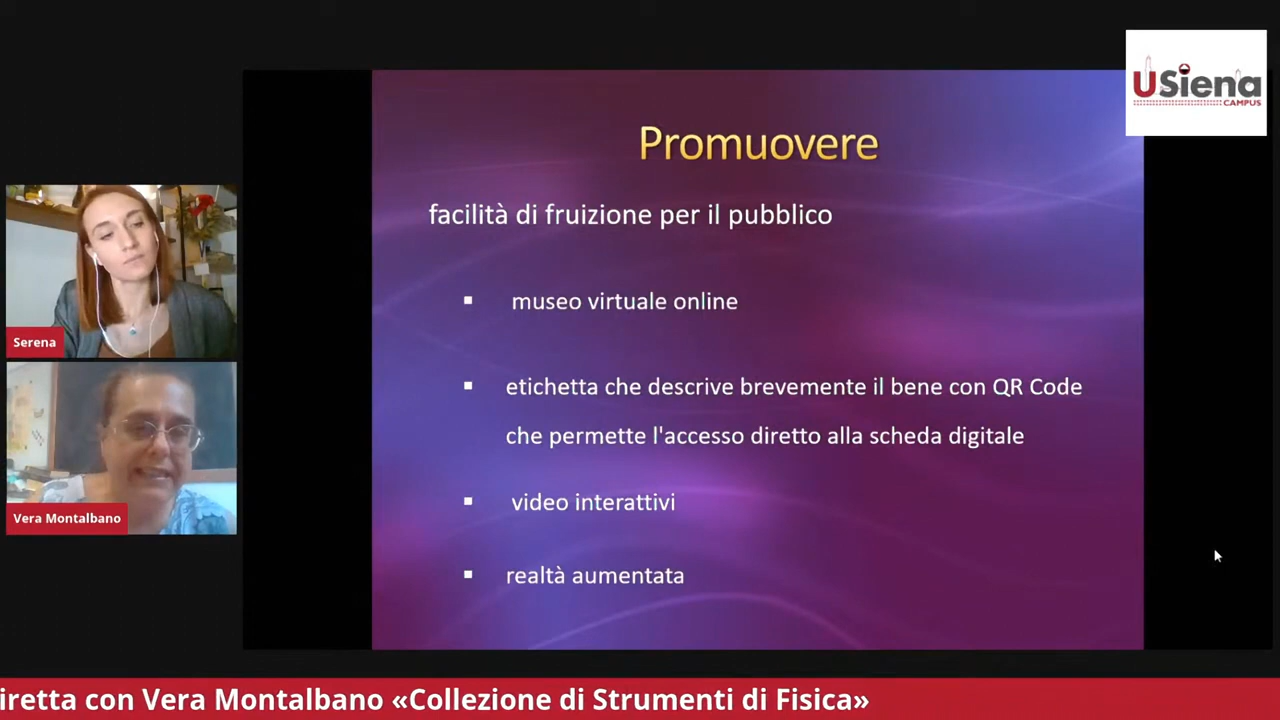 USiena
CAMPUS
Promuovere
facilità di fruizione per il pubblico
▪ museo virtuale online
▪ etichetta che descrive brevemente il bene con QR Code
che permette l'accesso diretto alla scheda digitale
▪ video interattivi
▪ realtà aumentata
Serena
Vera Montalbano
iretta con Vera Montalbano «Collezione di Strumenti di Fisica»